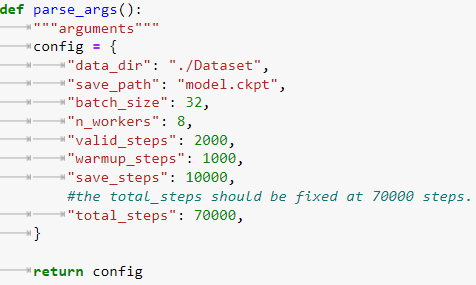 def parse_args():
    """arguments"""
    config = {
        "data_dir": "./Dataset",
        "save_path": "model.ckpt",
        "batch_size": 32,
        "n_workers": 8,
        "valid_steps": 2000,
        "warmup_steps": 1000,
        "save_steps": 10000,
        #the total_steps should be fixed at 70000 steps.
        "total_steps": 70000,
    }
    return config